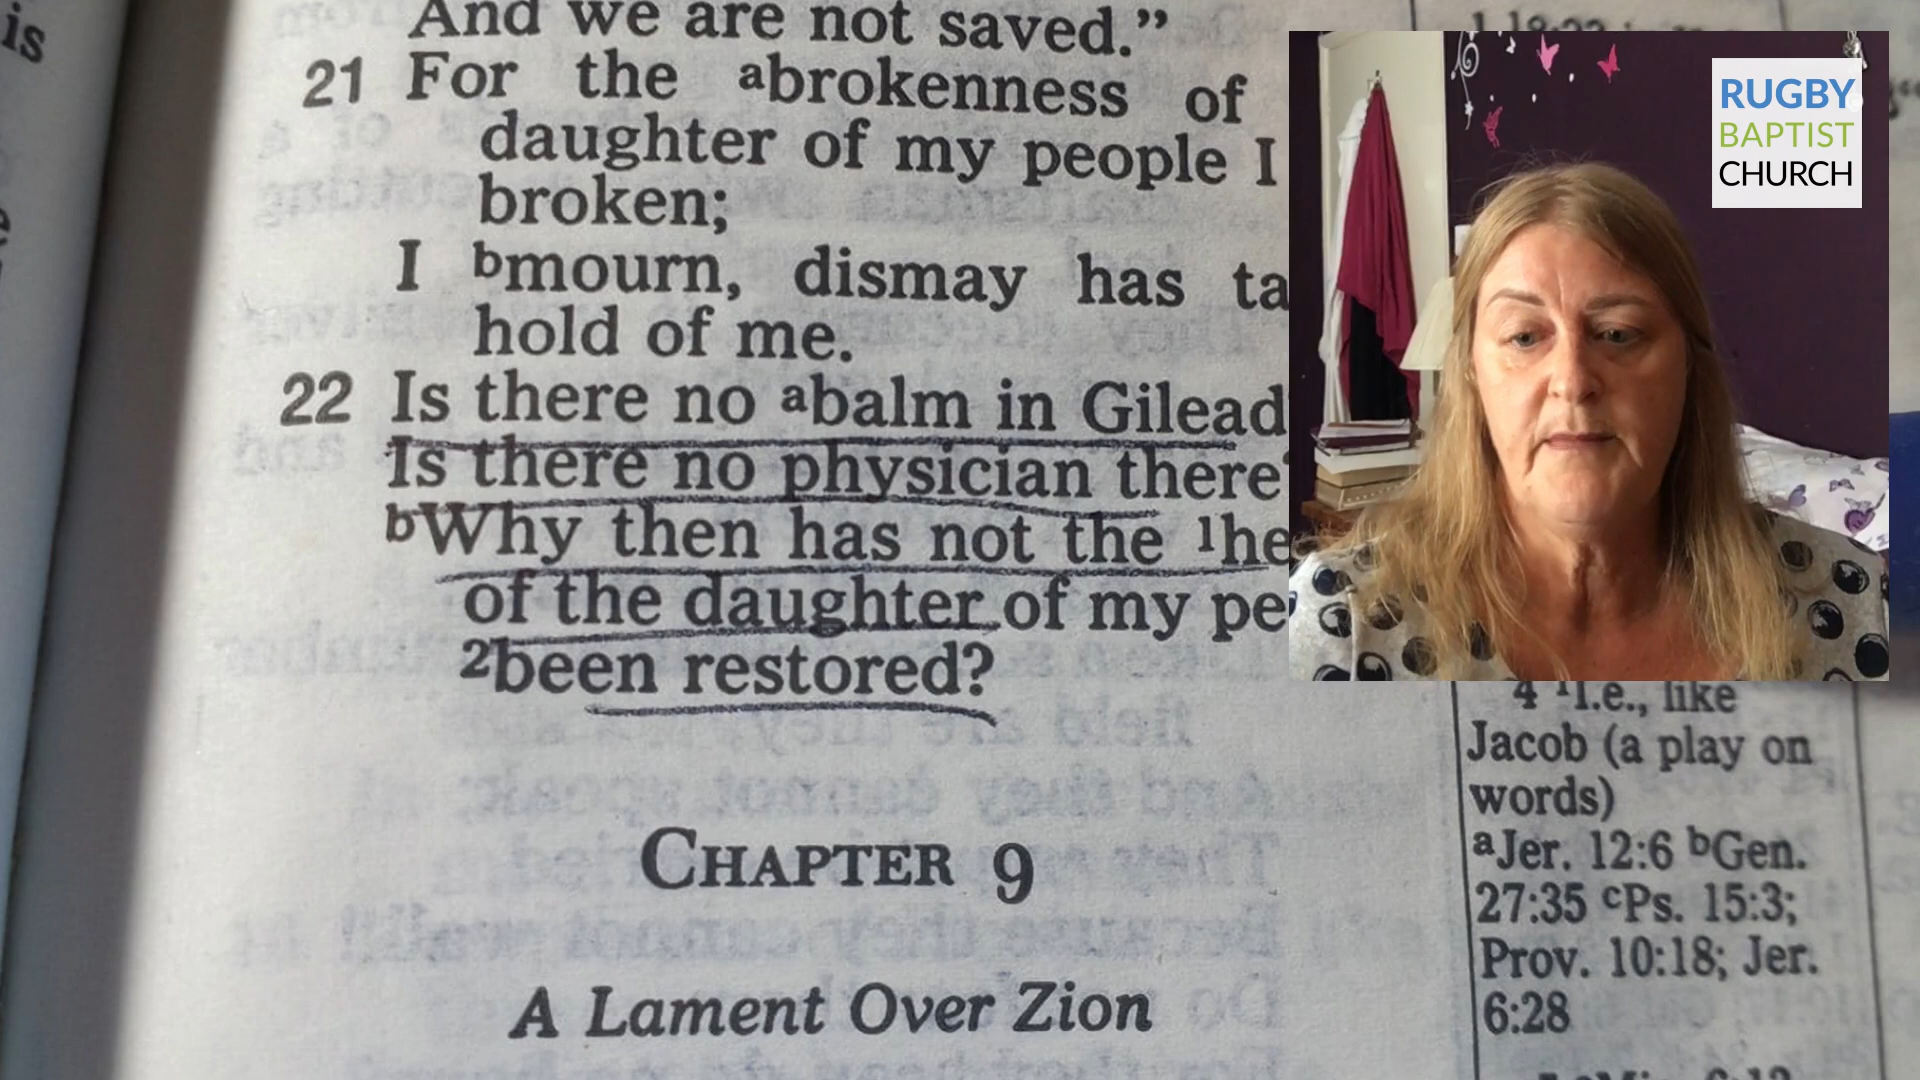 is
And we are not saved.”
21 For the abrokenness of
daughter of my people I
broken;
I bmourn, dismay has ta
hold of me.
22 Is there no abalm in Gilead
Is there no physician there
bWhy then has not the 1he
of the daughter of my pe
2been restored?
CHAPTER 9
A Lament Over Zion
RUGBY
BAPTIST
CHURCH
4 1I.e., like
Jacob (a play on
words)
aJer. 12:6 bGen.
27:35 cPs. 15:3;
Prov. 10:18; Jer.
6:28